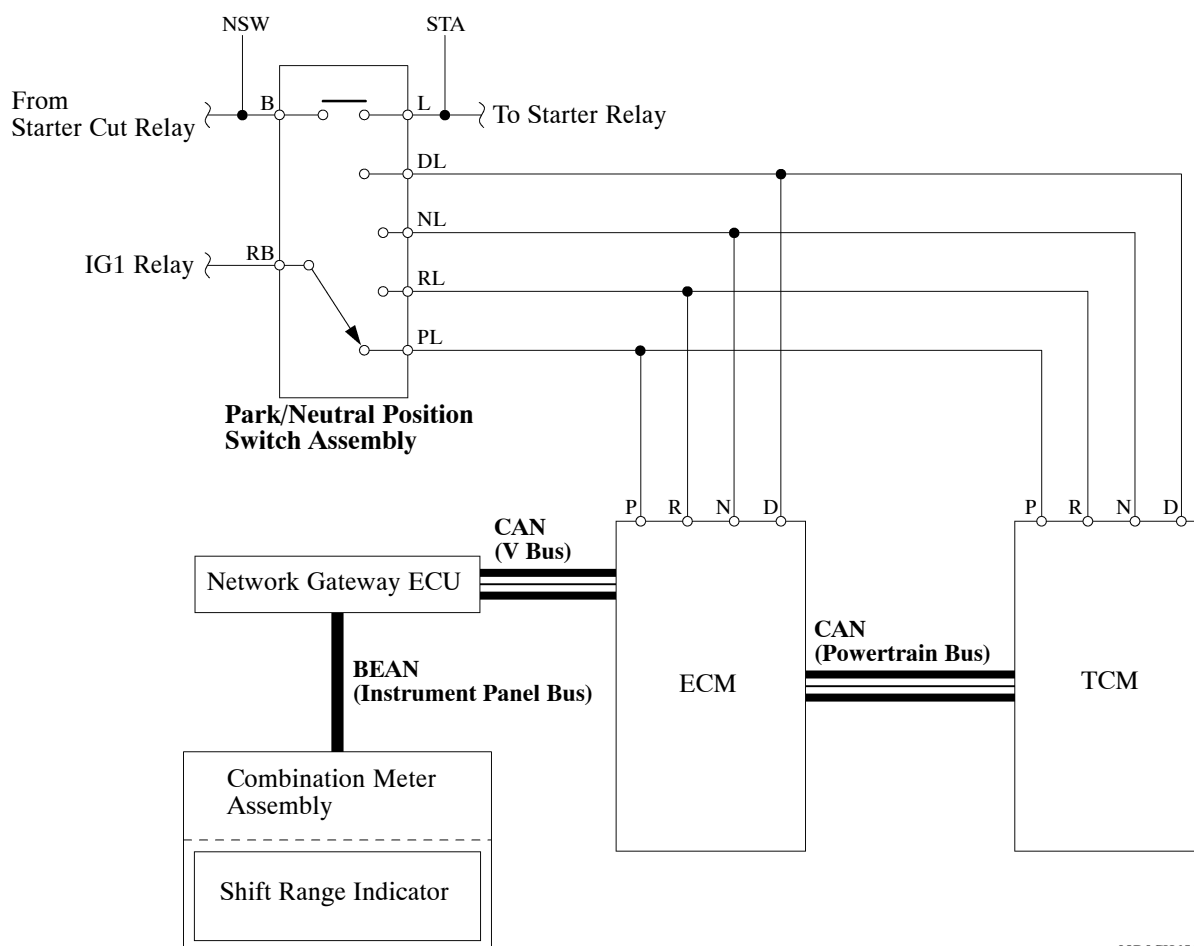 NSW
STA
From
Starter Cut Relay
B
L
To Starter Relay
DL
NL
IG1 Relay
RB
RL
PL
Park/Neutral Position
Switch Assembly
P
R
N
D
P
R
N
D
CAN
(V Bus)
Network Gateway ECU
CAN
(Powertrain Bus)
BEAN
(Instrument Panel Bus)
ECM
TCM
Combination Meter
Assembly
Shift Range Indicator